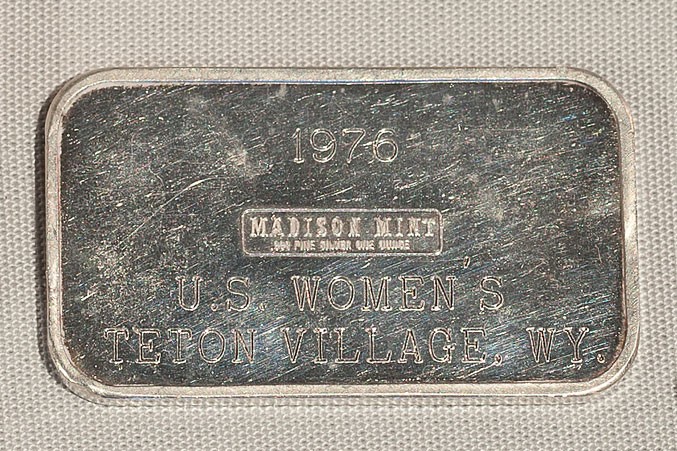 1976
MADISON MINT
.999 FINE SILVER ONE OUNCE
U.S. WOMEN'S
TETON VILLAGE, WY.